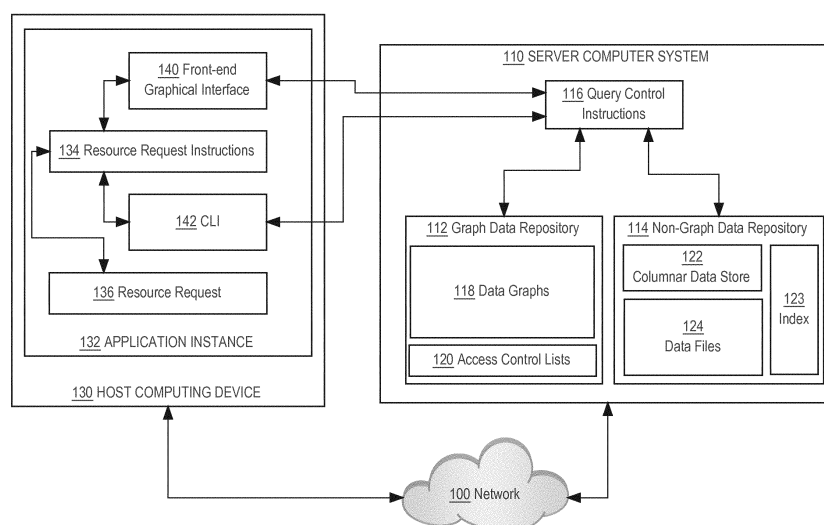 140 Front-end
Graphical Interface
134 Resource Request Instructions
142 CLI
136 Resource Request
132 APPLICATION INSTANCE
130 HOST COMPUTING DEVICE
110 SERVER COMPUTER SYSTEM
116 Query Control
Instructions
112 Graph Data Repository
118 Data Graphs
120 Access Control Lists
114 Non-Graph Data Repository
122
Columnar Data Store
124
Data Files
123
Index
100 Network